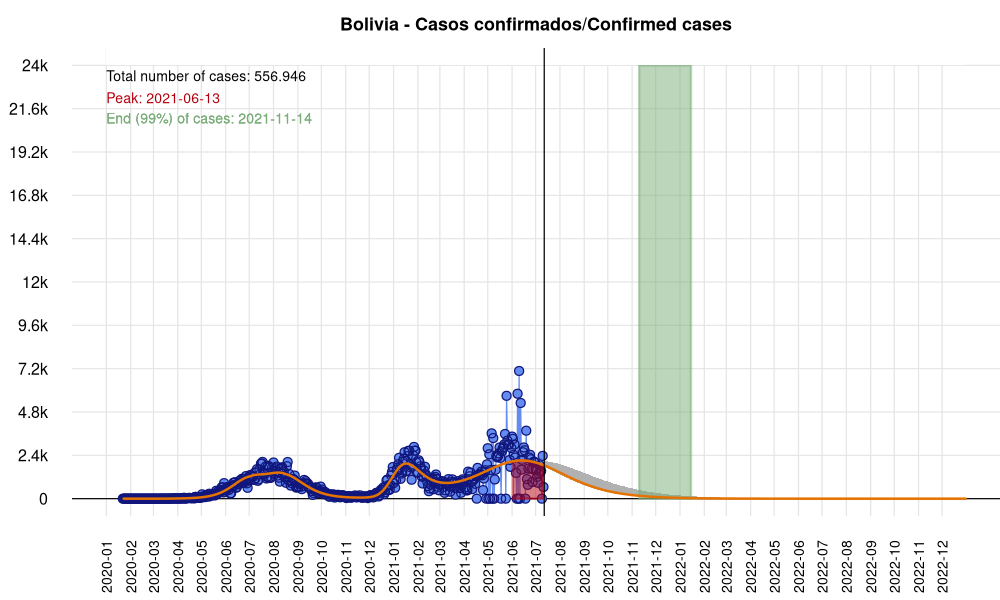 Bolivia - Casos confirmados/Confirmed cases
Total number of cases: 556.946
Peak: 2021-06-13
End (99%) of cases: 2021-11-14
24k
21.6k
19.2k
16.8k
14.4k
12k
9.6k
7.2k
4.8k
2.4k
0
2020-01
2020-02
2020-03
2020-04
2020-05
2020-06
2020-07
2020-08
2020-09
2020-10
2020-11
2020-12
2021-01
2021-02
2021-03
2021-04
2021-05
2021-06
2021-07
2021-08
2021-09
2021-10
2021-11
2021-12
2022-01
2022-02
2022-03
2022-04
2022-05
2022-06
2022-07
2022-08
2022-09
2022-10
2022-11
2022-12